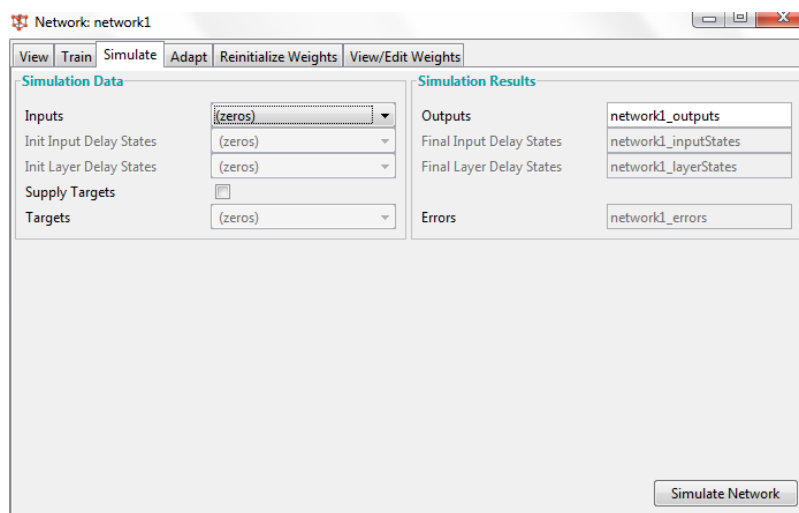 Network: network1
View Train Simulate Adapt Reinitialize Weights View/Edit Weights
Simulation Data
Inputs (zeros)
Init Input Delay States (zeros)
Init Layer Delay States (zeros)
Supply Targets
Targets (zeros)
Simulation Results
Outputs network1_outputs
Final Input Delay States network1_inputStates
Final Layer Delay States network1_layerStates
Errors network1_errors
Simulate Network